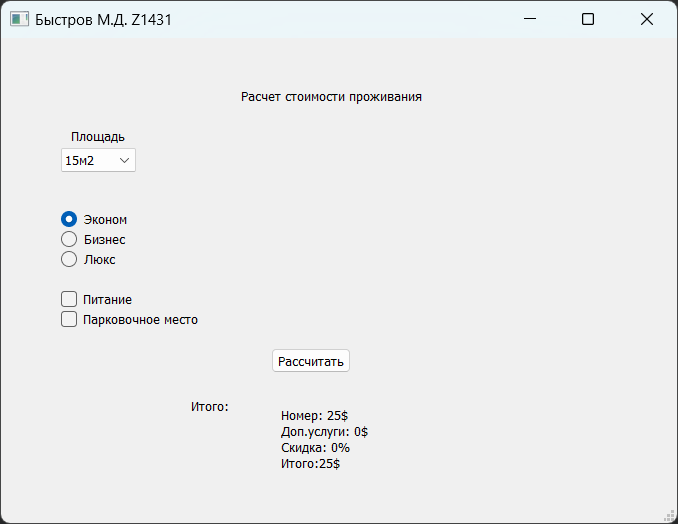 Быстров М.Д. Z1431
Расчет стоимости проживания
Площадь
15м2
Эконом
Бизнес
Люкс
Питание
Парковочное место
Рассчитать
Итого:
Номер: 25$
Доп.услуги: 0$
Скидка: 0%
Итого:25$